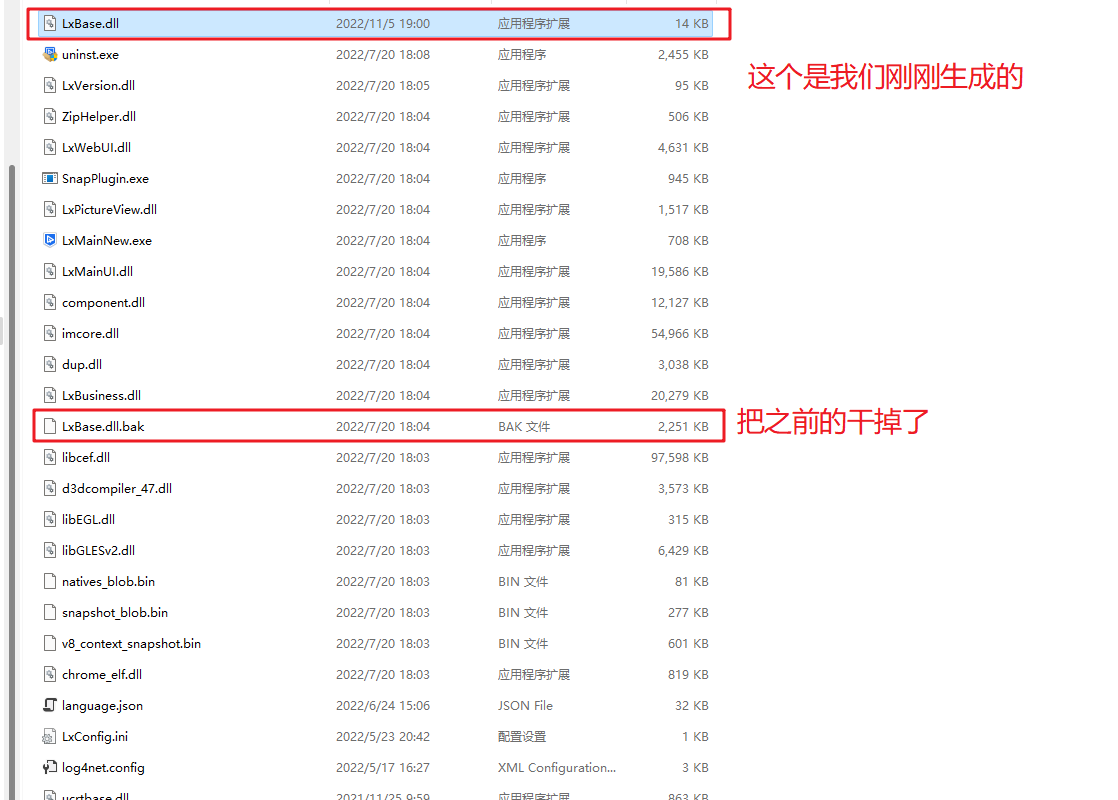 LxBase.dll 2022/11/5 19:00 应用程序扩展 14 KB
uninst.exe 2022/7/20 18:08 应用程序 2,455 KB
这个是我们刚刚生成的
LxVersion.dll 2022/7/20 18:05 应用程序扩展 95 KB
ZipHelper.dll 2022/7/20 18:04 应用程序扩展 506 KB
LxWebUI.dll 2022/7/20 18:04 应用程序扩展 4,631 KB
SnapPlugin.exe 2022/7/20 18:04 应用程序 945 KB
LxPictureView.dll 2022/7/20 18:04 应用程序扩展 1,517 KB
LxMainNew.exe 2022/7/20 18:04 应用程序 708 KB
LxMainUI.dll 2022/7/20 18:04 应用程序扩展 19,586 KB
component.dll 2022/7/20 18:04 应用程序扩展 12,127 KB
imcore.dll 2022/7/20 18:04 应用程序扩展 54,966 KB
dup.dll 2022/7/20 18:04 应用程序扩展 3,038 KB
LxBusiness.dll 2022/7/20 18:04 应用程序扩展 20,279 KB
LxBase.dll.bak 2022/7/20 18:04 BAK 文件 2,251 KB
把之前的干掉了
libcef.dll 2022/7/20 18:03 应用程序扩展 97,598 KB
d3dcompiler_47.dll 2022/7/20 18:03 应用程序扩展 3,573 KB
libEGL.dll 2022/7/20 18:03 应用程序扩展 315 KB
libGLESv2.dll 2022/7/20 18:03 应用程序扩展 6,429 KB
natives_blob.bin 2022/7/20 18:03 BIN 文件 81 KB
snapshot_blob.bin 2022/7/20 18:03 BIN 文件 277 KB
v8_context_snapshot.bin 2022/7/20 18:03 BIN 文件 601 KB
chrome_elf.dll 2022/7/20 18:03 应用程序扩展 819 KB
language.json 2022/6/24 15:06 JSON File 32 KB
LxConfig.ini 2022/5/23 20:42 配置设置 1 KB
log4net.config 2022/5/17 16:27 XML Configuration... 3 KB
ucrtbase.dll 2021/11/25 9:59 应用程序扩展 863 KB